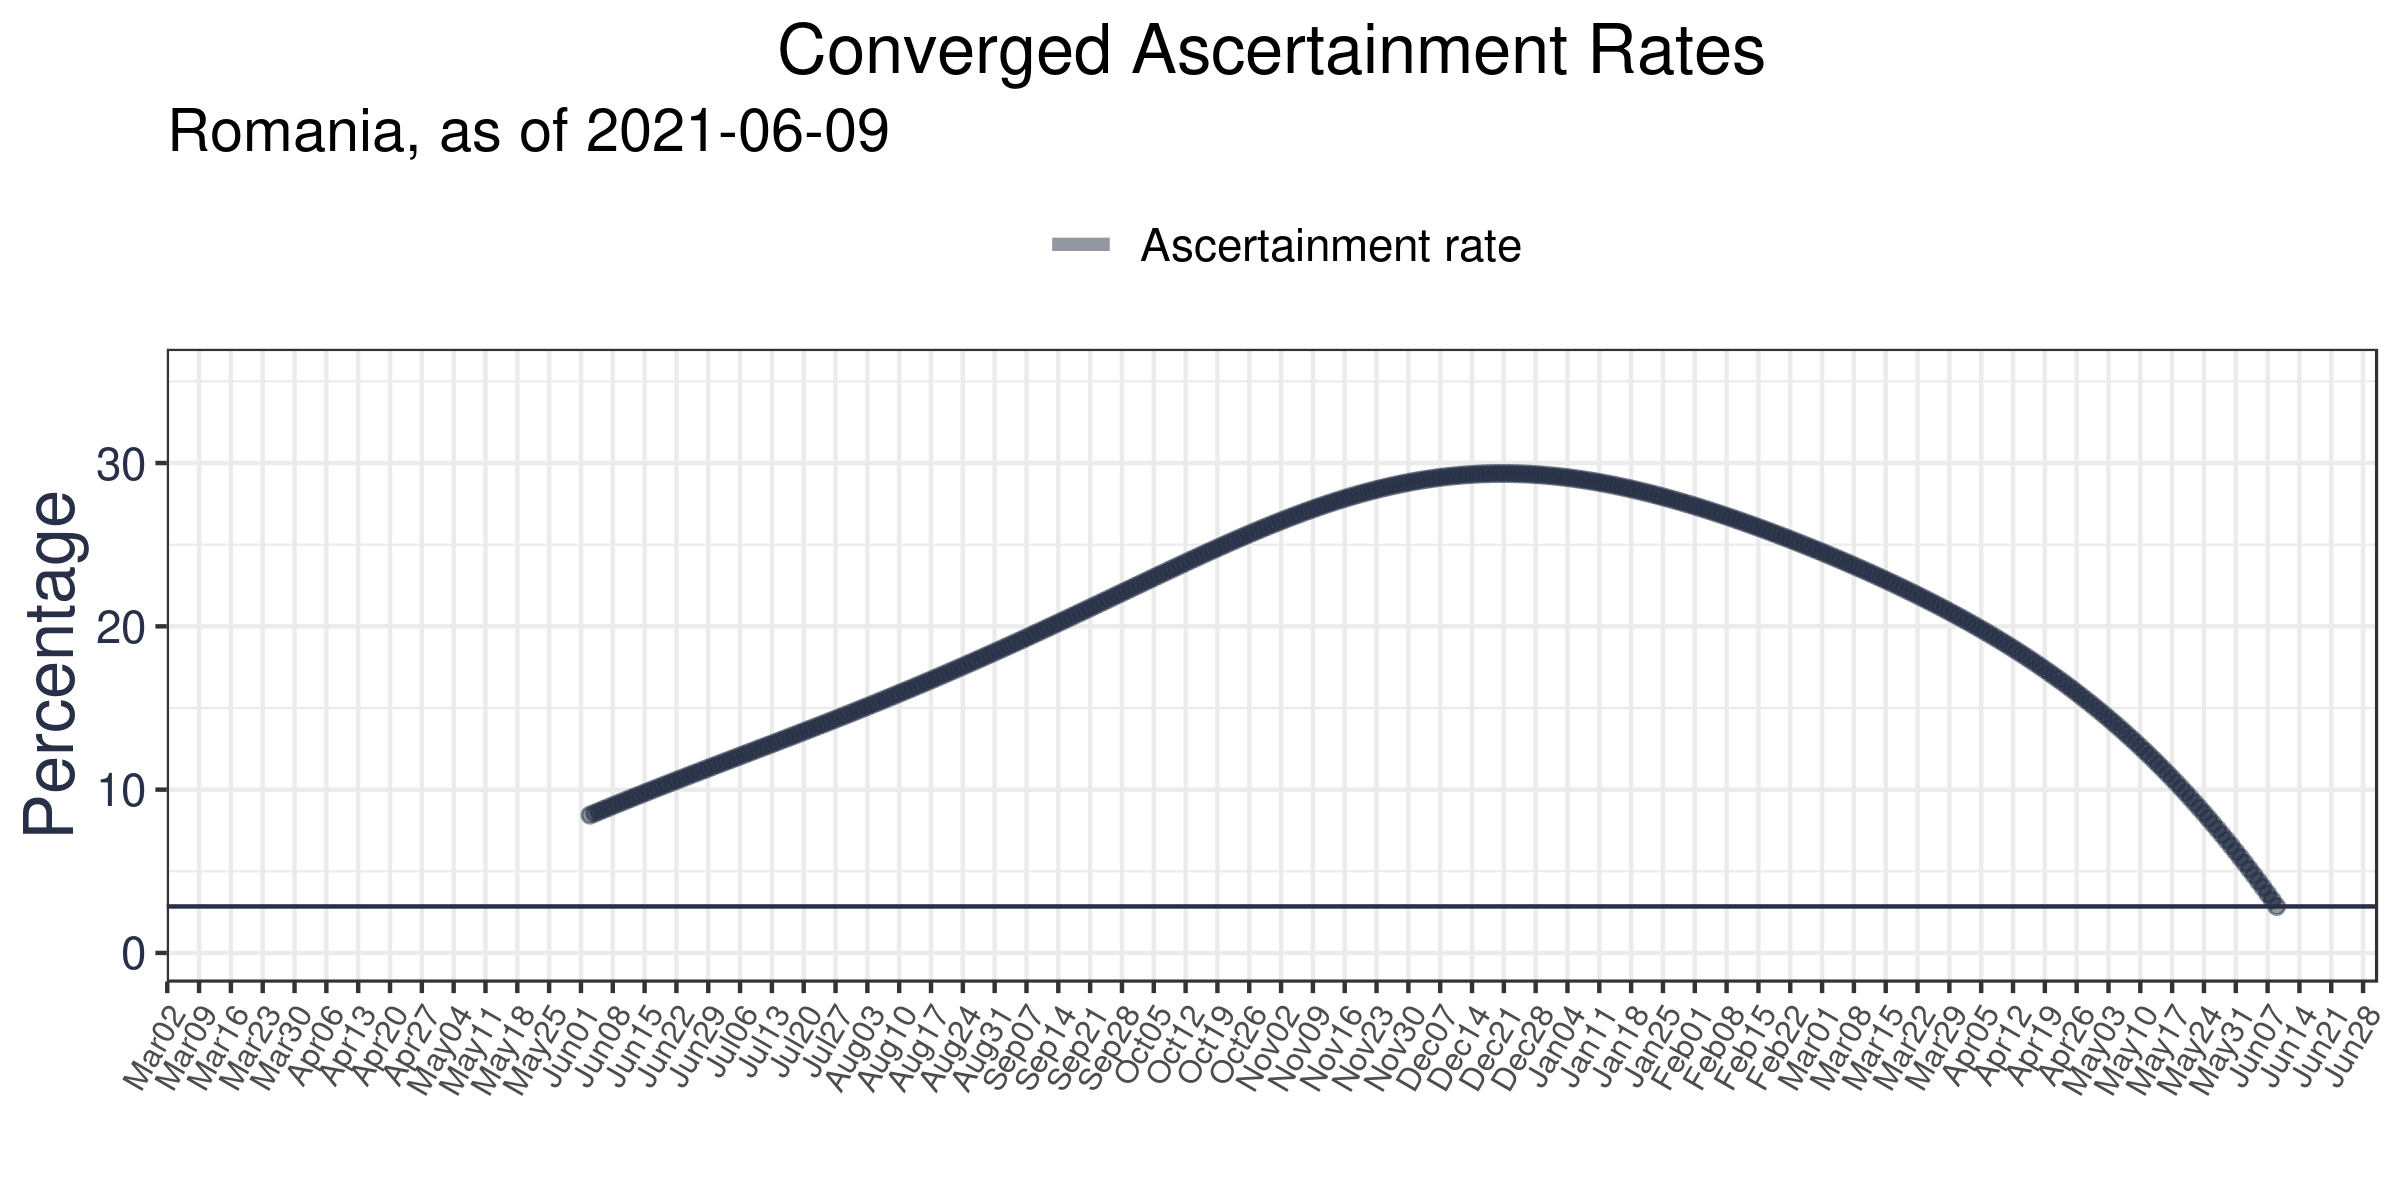 Converged Ascertainment Rates
Romania, as of 2021-06-09
Ascertainment rate
Percentage
30
20
10
0
Mar02 Mar09 Mar16 Mar23 Mar30 Apr06 Apr13 Apr20 Apr27 May04 May11 May18 May25 Jun01 Jun08 Jun15 Jun22 Jun29 Jul06 Jul13 Jul20 Jul27 Aug03 Aug10 Aug17 Aug24 Aug31 Sep07 Sep14 Sep21 Sep28 Oct05 Oct12 Oct19 Oct26 Nov02 Nov09 Nov16 Nov23 Nov30 Dec07 Dec14 Dec21 Dec28 Jan04 Jan11 Jan18 Jan25 Feb01 Feb08 Feb15 Feb22 Mar01 Mar08 Mar15 Mar22 Mar29 Apr05 Apr12 Apr19 Apr26 May03 May10 May17 May24 May31 Jun07 Jun14 Jun21 Jun28